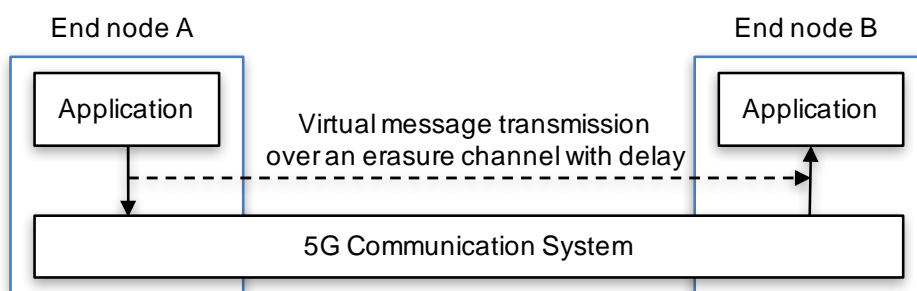 End node A
End node B
Application
Application
Virtual message transmission
over an erasure channel with delay
5G Communication System